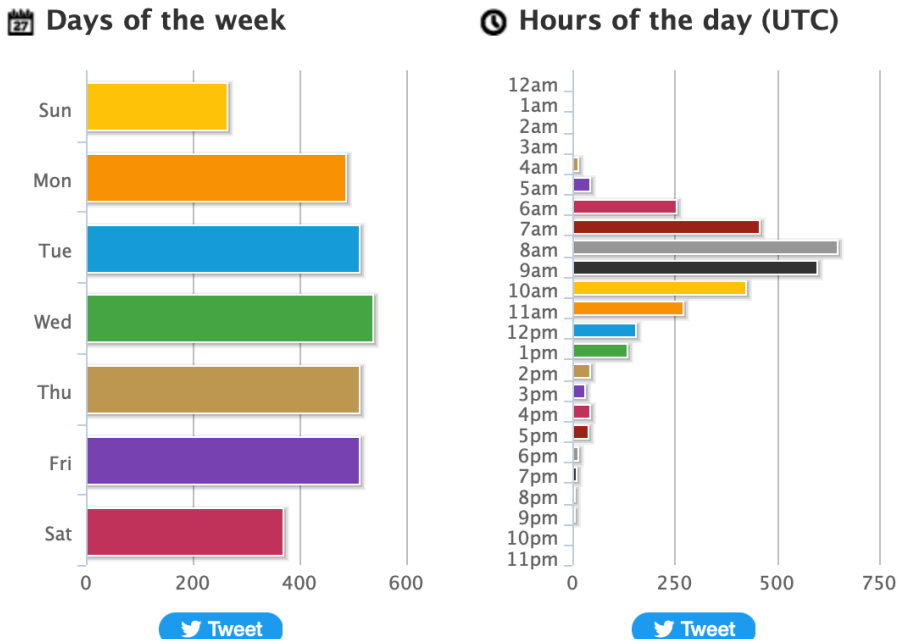 27
Days of the week
Sun
Mon
Tue
Wed
Thu
Fri
Sat
0 200 400 600
Tweet
Hours of the day (UTC)
12am
1am
2am
3am
4am
5am
6am
7am
8am
9am
10am
11am
12pm
1pm
2pm
3pm
4pm
5pm
6pm
7pm
8pm
9pm
10pm
11pm
0 250 500 750
Tweet